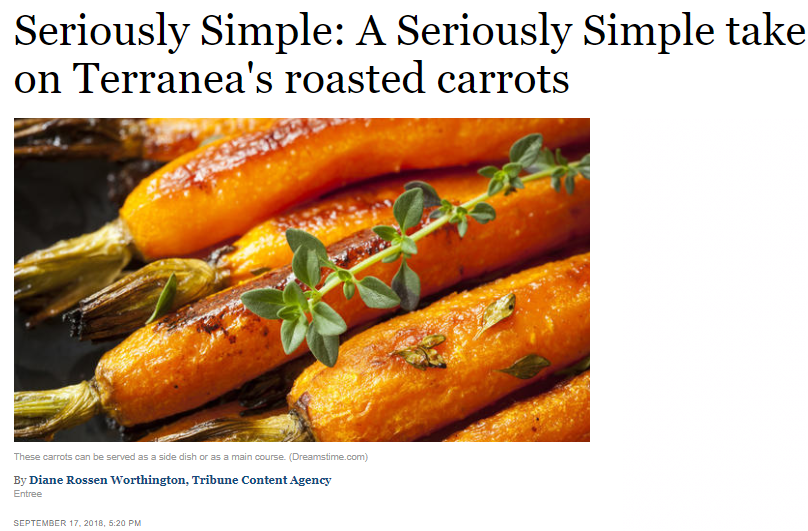 Seriously Simple: A Seriously Simple take
on Terranea's roasted carrots
These carrots can be served as a side dish or as a main course. (Dreamstime.com)
By Diane Rossen Worthington, Tribune Content Agency
Entree
SEPTEMBER 17, 2018, 5:20 PM